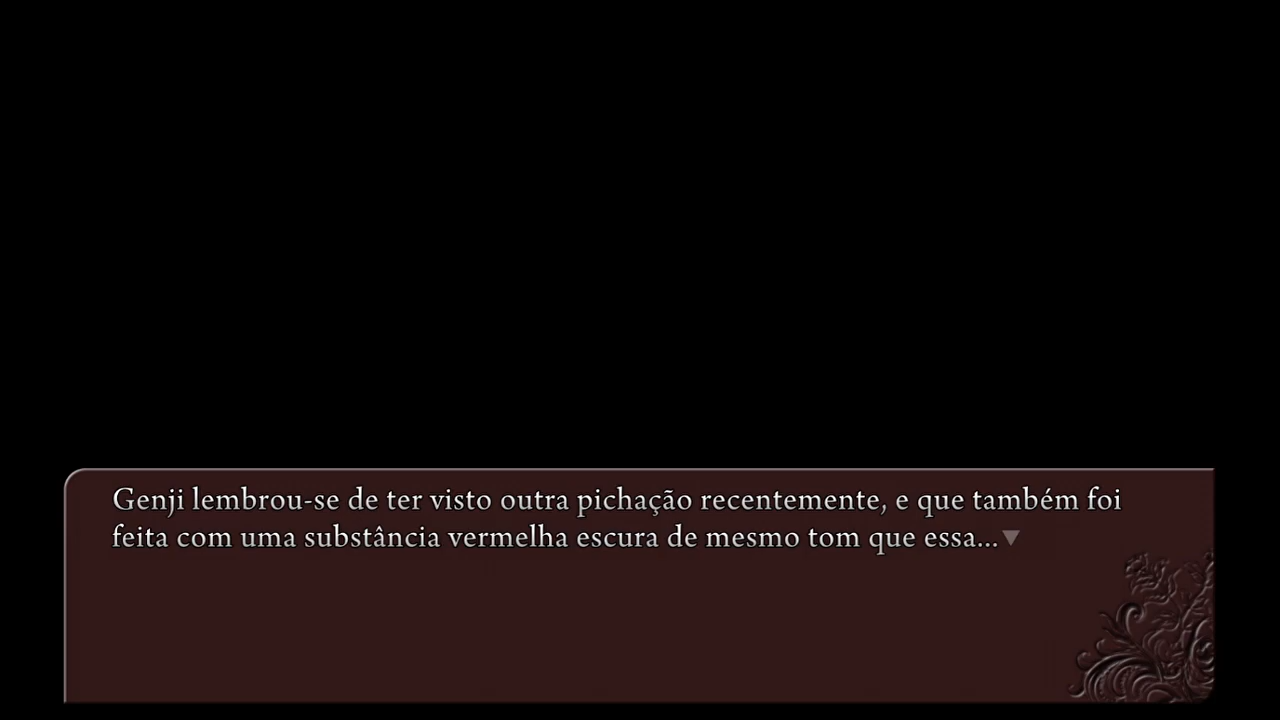 Genji lembrou-se de ter visto outra pichação recentemente, e que também foi
feita com uma substância vermelha escura de mesmo tom que essa...